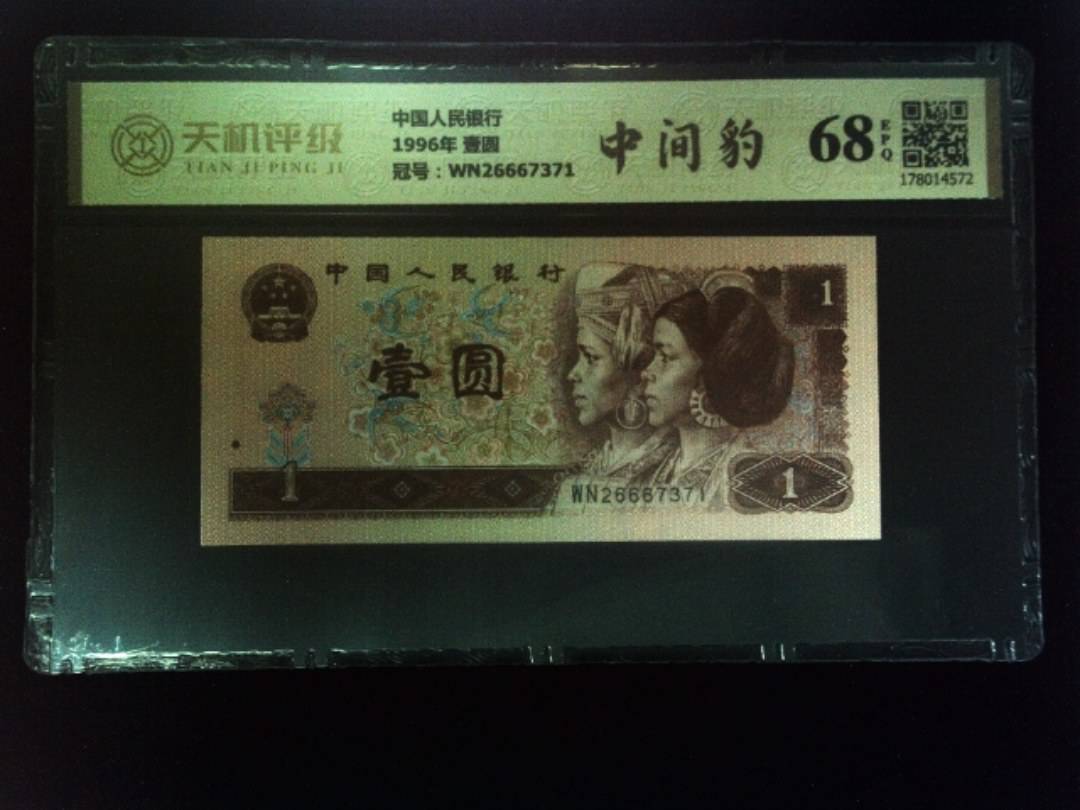 天机评级
TIAN JI PING JI
中国人民银行
1996年 壹圆
冠号：WN26667371
中间豹
68
EPQ
178014572
中国人民银行
1
壹圆
1
WN26667371
1